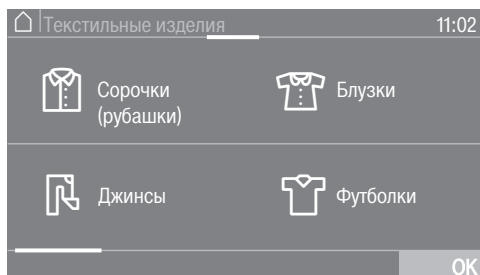 Текстильные изделия 11:02
Сорочки
(рубашки)
Блузки
Джинсы
Футболки
OK